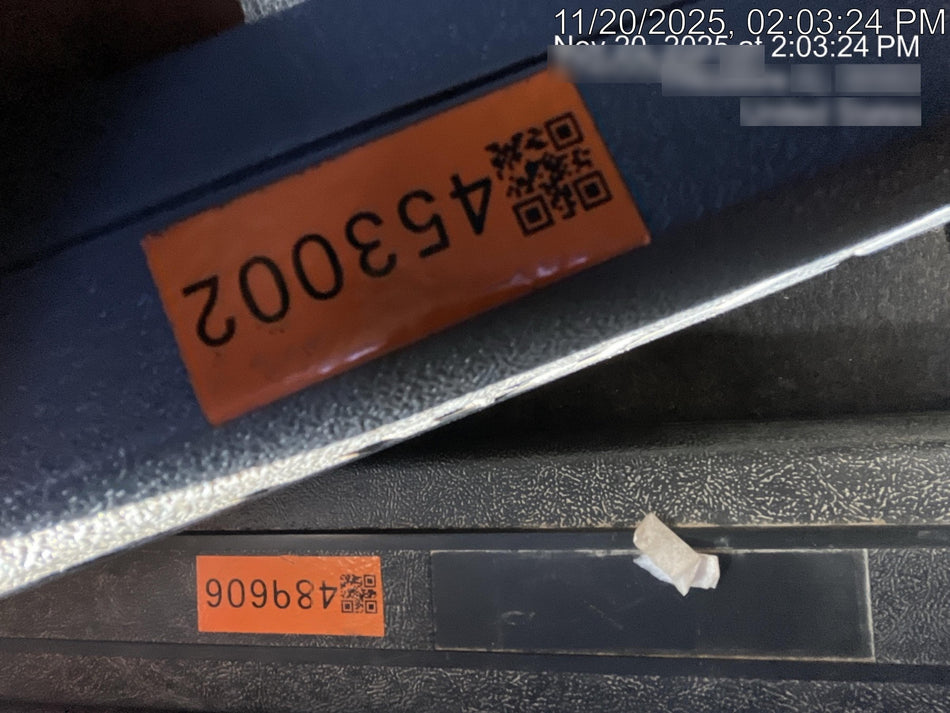 11/20/2025, 02:03:24 PM
Nov 20, 2025 at 2:03:24 PM
453002
489606